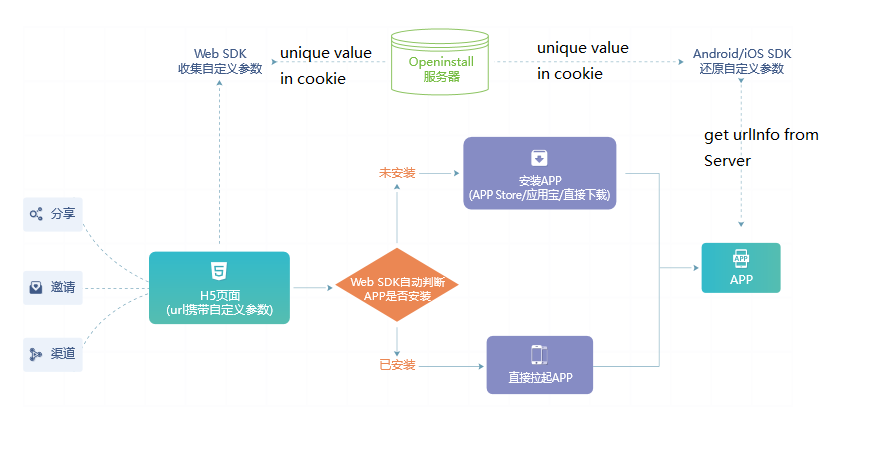 Web SDK
收集自定义参数
unique value
in cookie
Openinstall
服务器
unique value
in cookie
Android/iOS SDK
还原自定义参数
get urlInfo from
Server
未安装
安装APP
(APP Store/应用宝/直接下载)
分享
邀请
渠道
H5页面
(url携带自定义参数)
Web SDK自动判断
APP是否安装
APP
APP
已安装
直接拉起APP